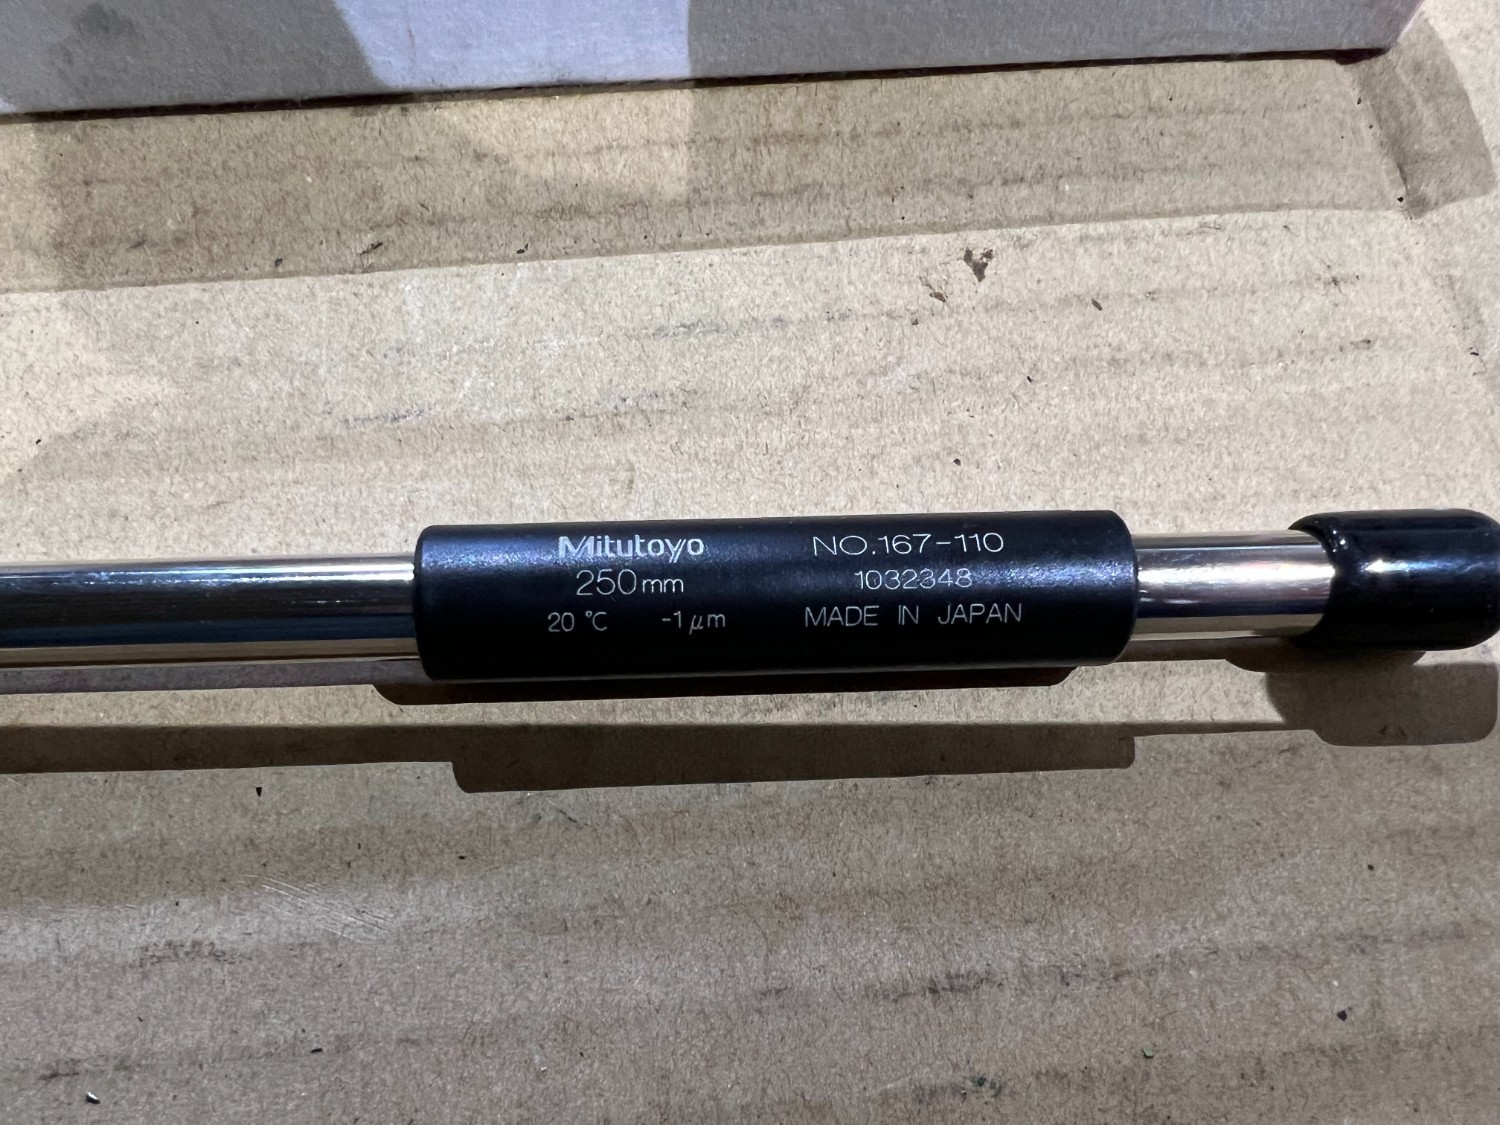 Mitutoyo
250mm
20 °C -1 μm
NO.167-110
1032348
MADE IN JAPAN